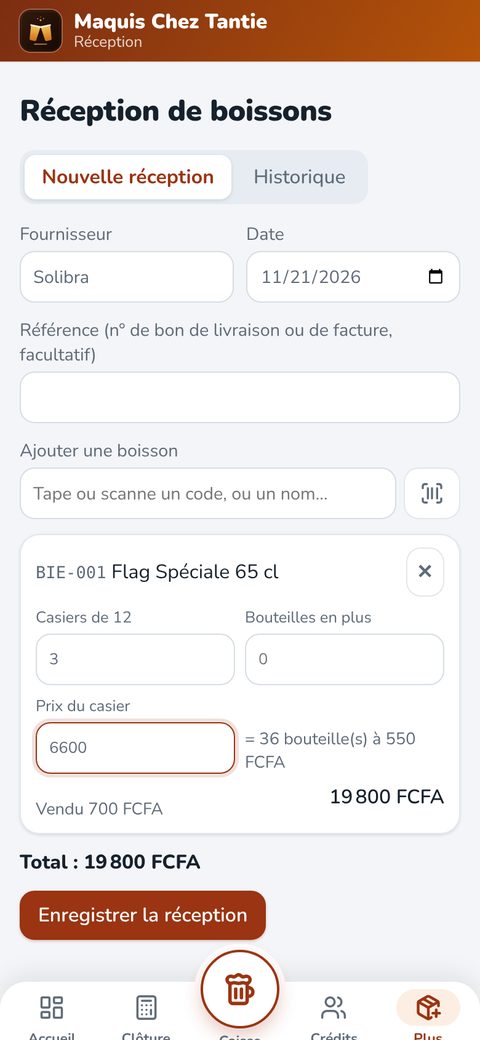 Maquis Chez Tantie
Réception
Réception de boissons
Nouvelle réception
Historique
Fournisseur
Date
Solibra
11/21/2026
Référence (n° de bon de livraison ou de facture,
facultatif)
Ajouter une boisson
Tape ou scanne un code, ou un nom...
BIE-001 Flag Spéciale 65 cl
Casiers de 12
Bouteilles en plus
3
0
Prix du casier
6600
= 36 bouteille(s) à 550
FCFA
19 800 FCFA
Vendu 700 FCFA
Total : 19 800 FCFA
Enregistrer la réception
Accueil
Clôture
Caisse
Crédits
Plus